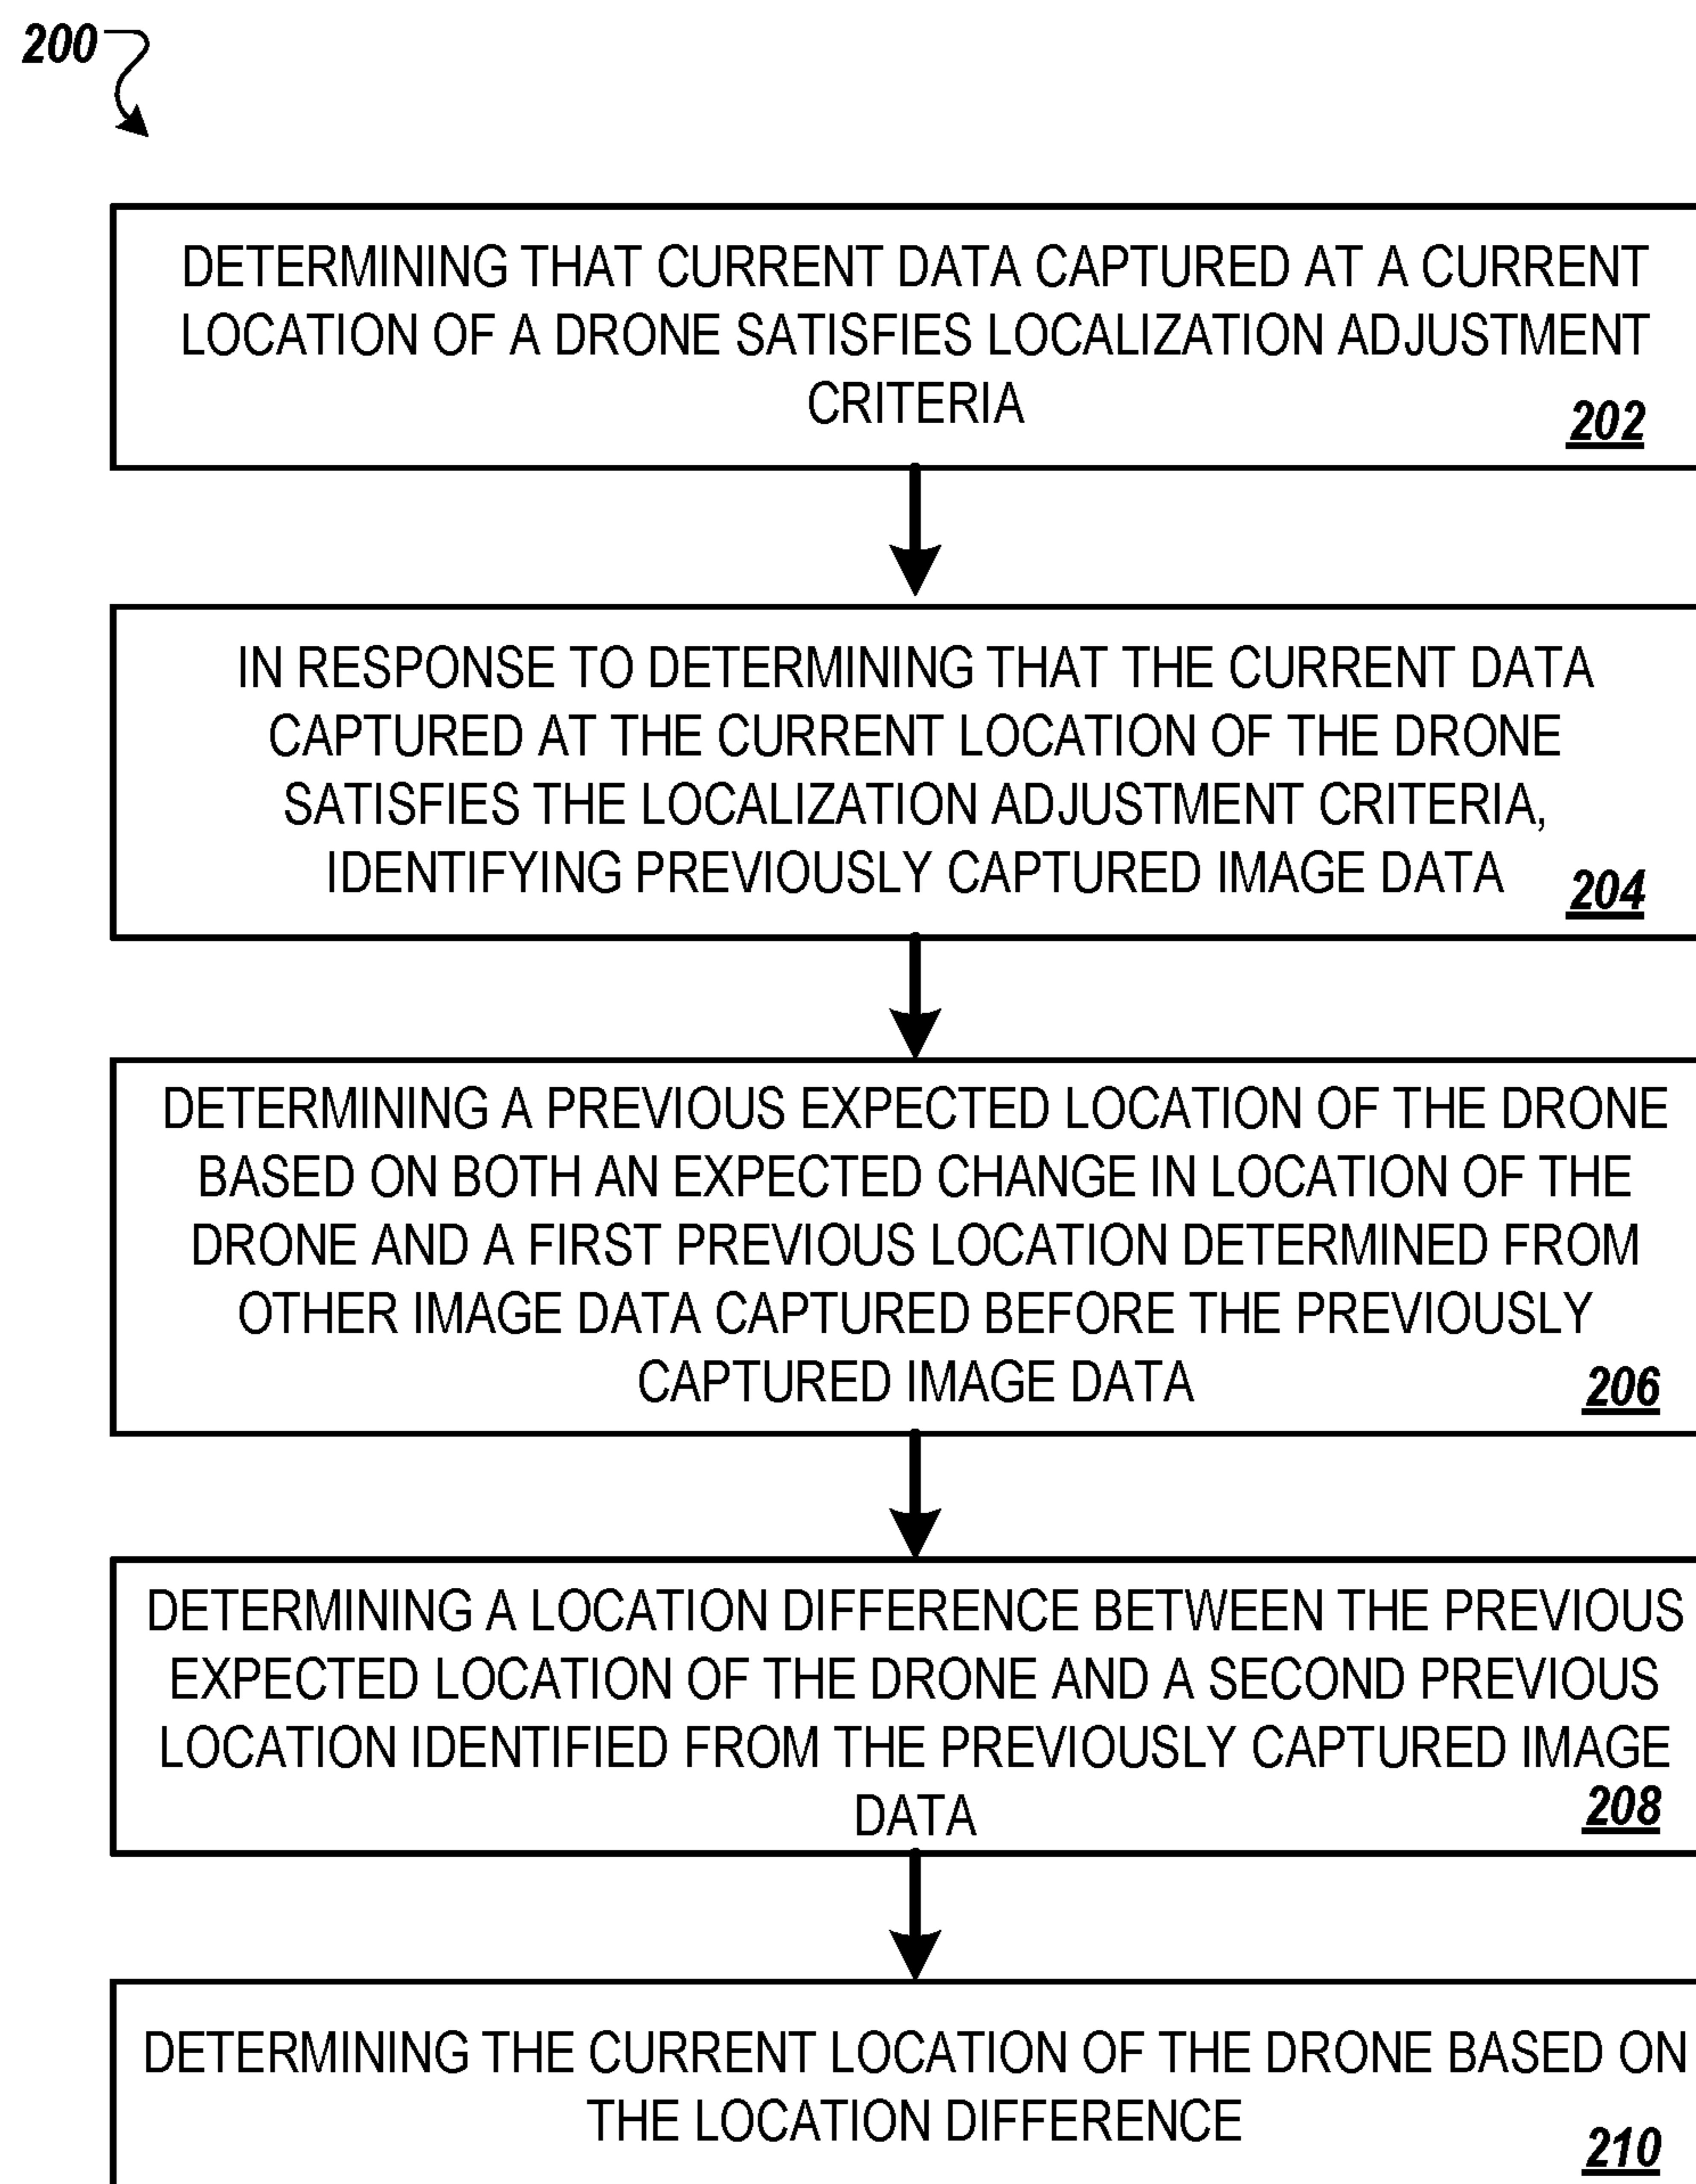 200
DETERMINING THAT CURRENT DATA CAPTURED AT A CURRENT
LOCATION OF A DRONE SATISFIES LOCALIZATION ADJUSTMENT
CRITERIA
202
IN RESPONSE TO DETERMINING THAT THE CURRENT DATA
CAPTURED AT THE CURRENT LOCATION OF THE DRONE
SATISFIES THE LOCALIZATION ADJUSTMENT CRITERIA,
IDENTIFYING PREVIOUSLY CAPTURED IMAGE DATA
204
DETERMINING A PREVIOUS EXPECTED LOCATION OF THE DRONE
BASED ON BOTH AN EXPECTED CHANGE IN LOCATION OF THE
DRONE AND A FIRST PREVIOUS LOCATION DETERMINED FROM
OTHER IMAGE DATA CAPTURED BEFORE THE PREVIOUSLY
CAPTURED IMAGE DATA
206
DETERMINING A LOCATION DIFFERENCE BETWEEN THE PREVIOUS
EXPECTED LOCATION OF THE DRONE AND A SECOND PREVIOUS
LOCATION IDENTIFIED FROM THE PREVIOUSLY CAPTURED IMAGE
DATA
208
DETERMINING THE CURRENT LOCATION OF THE DRONE BASED ON
THE LOCATION DIFFERENCE
210